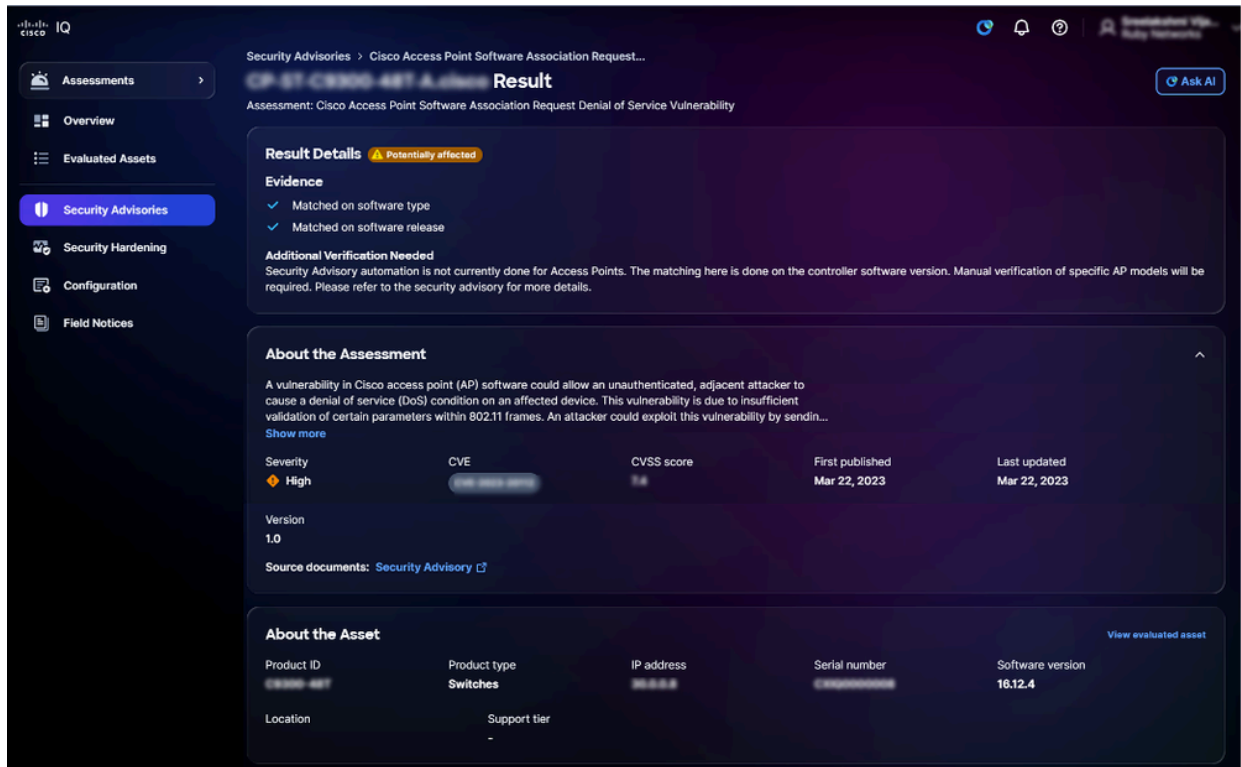 cisco IQ
Security Advisories > Cisco Access Point Software Association Request...
Result
Ask AI
Assessment: Cisco Access Point Software Association Request Denial of Service Vulnerability
Assessments >
Overview
Evaluated Assets
Security Advisories
Security Hardening
Configuration
Field Notices
Result Details Potentially affected
Evidence
Matched on software type
Matched on software release
Additional Verification Needed
Security Advisory automation is not currently done for Access Points. The matching here is done on the controller software version. Manual verification of specific AP models will be
required. Please refer to the security advisory for more details.
About the Assessment
A vulnerability in Cisco access point (AP) software could allow an unauthenticated, adjacent attacker to
cause a denial of service (DoS) condition on an affected device. This vulnerability is due to insufficient
validation of certain parameters within 802.11 frames. An attacker could exploit this vulnerability by sendin...
Show more
Severity CVE CVSS score First published Last updated
High Mar 22, 2023 Mar 22, 2023
Version
1.0
Source documents: Security Advisory
About the Asset
View evaluated asset
Product ID Product type IP address Serial number Software version
Switches 16.12.4
Location Support tier
-